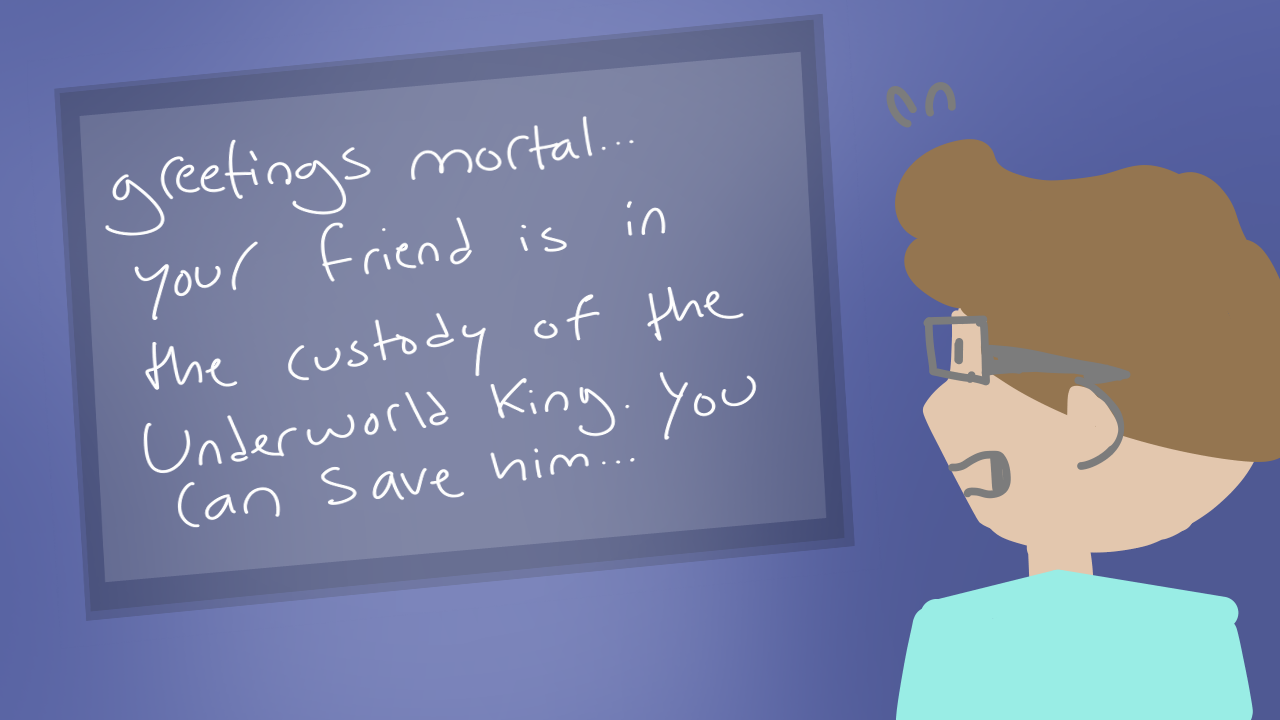 greetings mortal...
your friend is in
the custody of the
Underworld King. You
can save him...